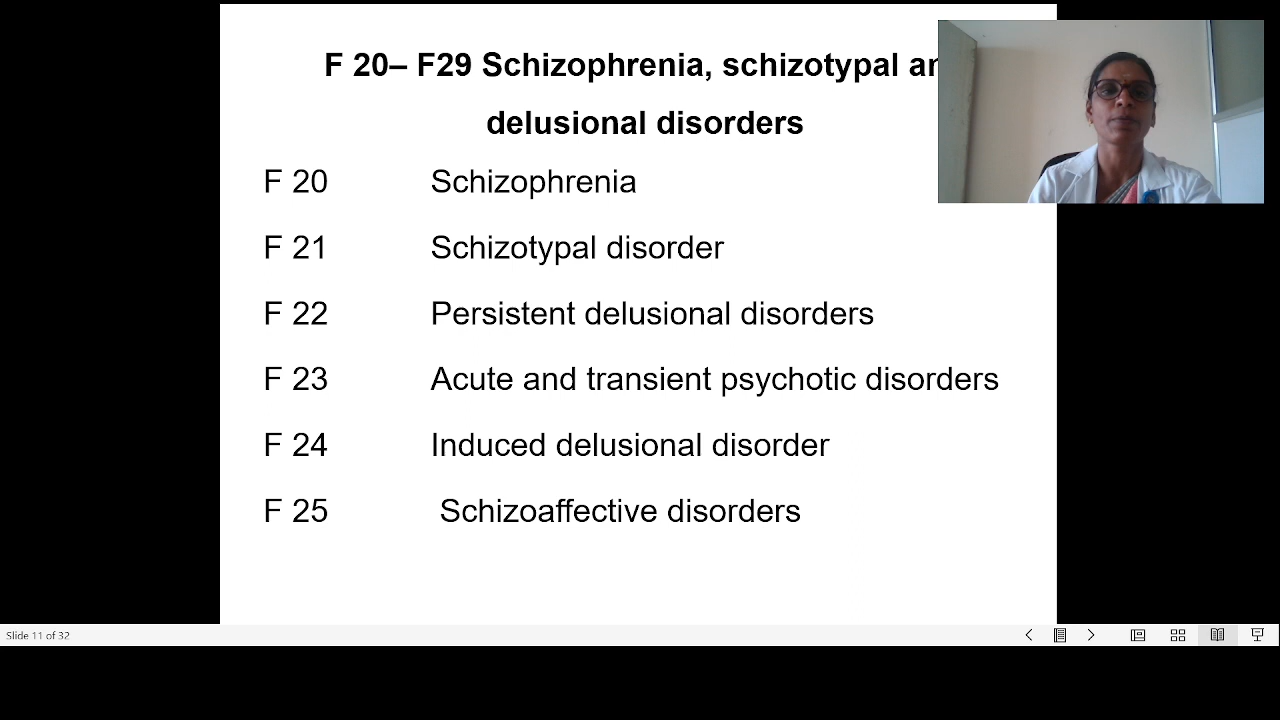 F 20– F29 Schizophrenia, schizotypal
delusional disorders
F 20 Schizophrenia
F 21 Schizotypal disorder
F 22 Persistent delusional disorders
F 23 Acute and transient psychotic disorders
F 24 Induced delusional disorder
F 25 Schizoaffective disorders
Slide 11 of 32